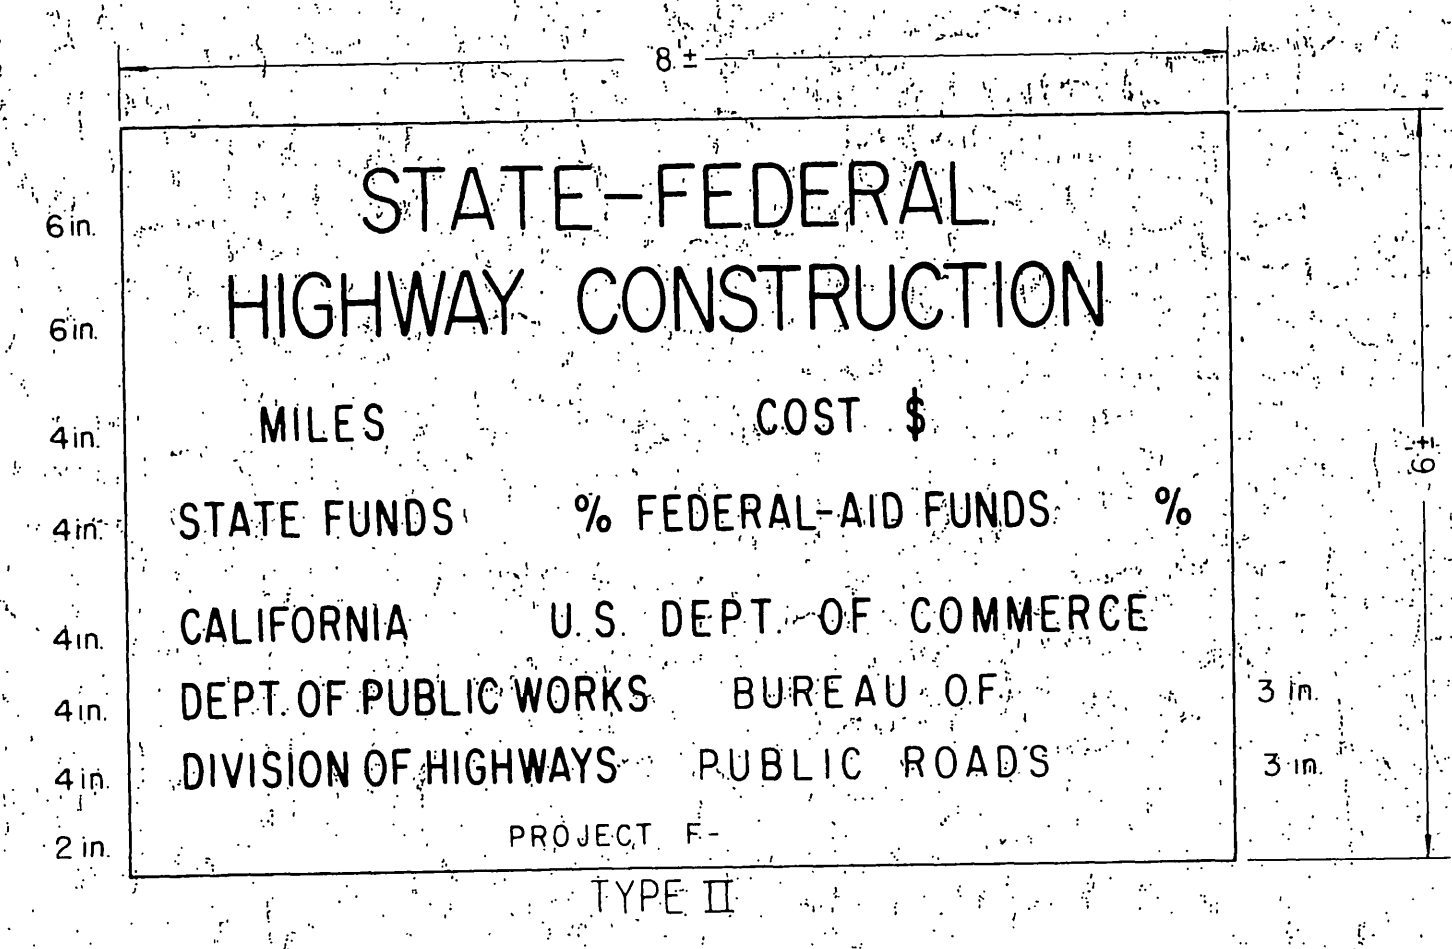 8'±
6 in. STATE-FEDERAL
6 in. HIGHWAY CONSTRUCTION
4 in. MILES COST $
6'±
4 in. STATE FUNDS % FEDERAL-AID FUNDS %
4 in. CALIFORNIA U.S. DEPT. OF COMMERCE
4 in. DEPT. OF PUBLIC WORKS BUREAU OF 3 in.
4 in. DIVISION OF HIGHWAYS PUBLIC ROADS 3 in.
2 in. PROJECT F-
TYPE II